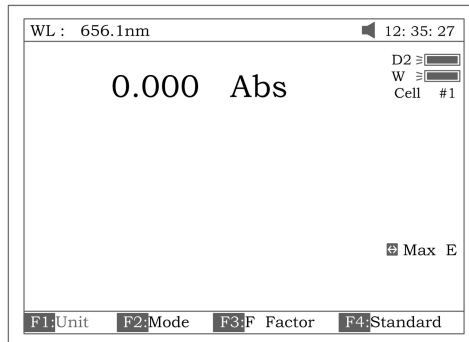 WL : 656.1nm 12: 35: 27
D2
W
0.000 Abs
Cell #1
Max E
F1:Unit F2:Mode F3:F Factor F4:Standard